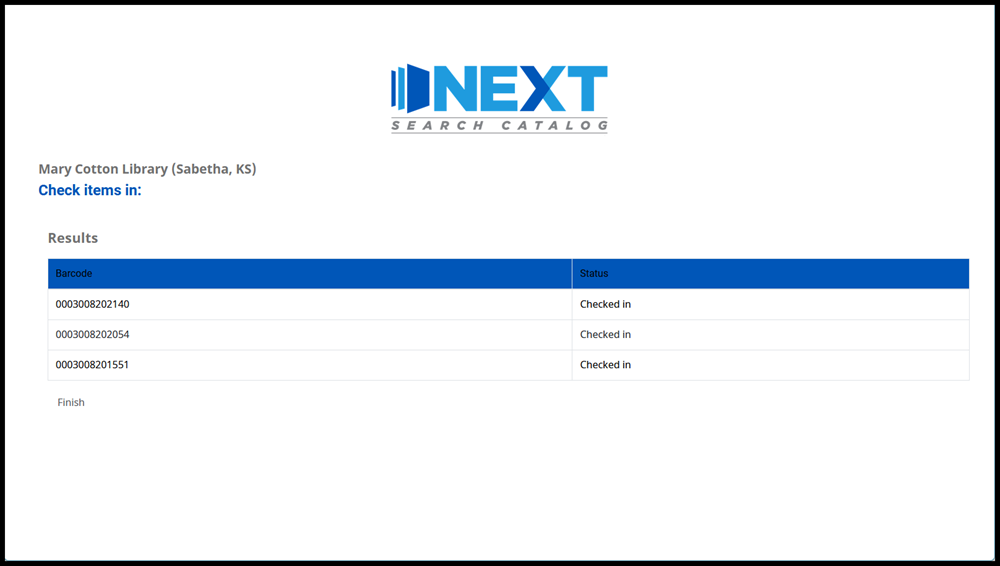 NEXT
SEARCH CATALOG
Mary Cotton Library (Sabetha, KS)
Check items in:
Results
Barcode Status
0003008202140 Checked in
0003008202054 Checked in
0003008201551 Checked in
Finish